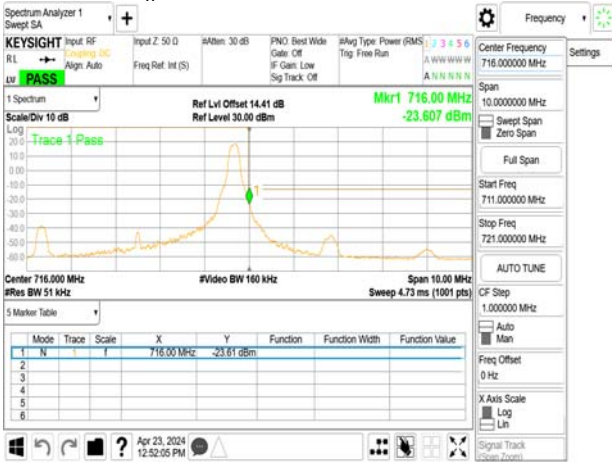 Spectrum Analyzer 1
Swept SA
+
Frequency
KEYSIGHT
RL
LW
PASS
Input: RF
Coupling: DC
Align: Auto
Input Z: 50 Ω
Freq Ref: Int (S)
#Atten: 30 dB
PNO: Best Wide
Gate: Off
IF Gain: Low
Sig Track: Off
#Avg Type: Power (RMS
Trig: Free Run
1 2 3 4 5 6
A W W W W W
A N N N N N
Center Frequency
716.000000 MHz
Settings
Span
10.0000000 MHz
Swept Span
Zero Span
Full Span
Start Freq
711.000000 MHz
Stop Freq
721.000000 MHz
AUTO TUNE
CF Step
1.000000 MHz
Auto
Man
Freq Offset
0 Hz
X Axis Scale
Log
Lin
Signal Track
(Span Zoom)
1 Spectrum
Scale/Div 10 dB
Ref Lvl Offset 14.41 dB
Ref Level 30.00 dBm
Mkr1 716.00 MHz
-23.607 dBm
Log
Trace 1 Pass
20.0
10.0
0.00
-10.0
-20.0
-30.0
-40.0
-50.0
-60.0
1
Center 716.000 MHz
#Video BW 160 kHz
Span 10.00 MHz
#Res BW 51 kHz
Sweep 4.73 ms (1001 pts)
5 Marker Table
Mode Trace Scale X Y Function Function Width Function Value
1 N 1 f 716.00 MHz -23.61 dBm
2
3
4
5
6
?
Apr 23, 2024
12:52:05 PM